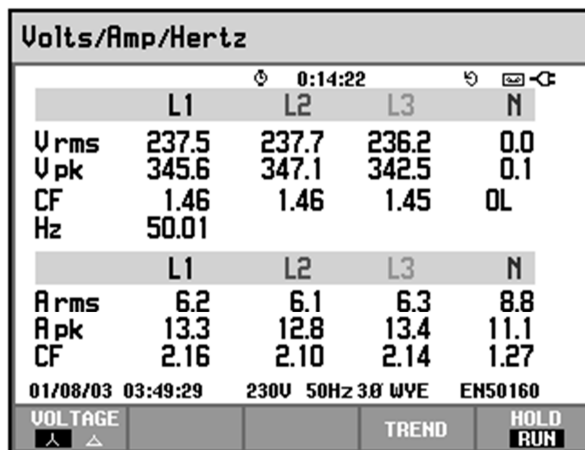 Volts/Amp/Hertz
0:14:22
L1 L2 L3 N
Vrms 237.5 237.7 236.2 0.0
Vpk 345.6 347.1 342.5 0.1
CF 1.46 1.46 1.45 OL
Hz 50.01
L1 L2 L3 N
Arms 6.2 6.1 6.3 8.8
Apk 13.3 12.8 13.4 11.1
CF 2.16 2.10 2.14 1.27
01/08/03 03:49:29 230V 50Hz 3Ø WYE EN50160
VOLTAGE TREND HOLD
RUN